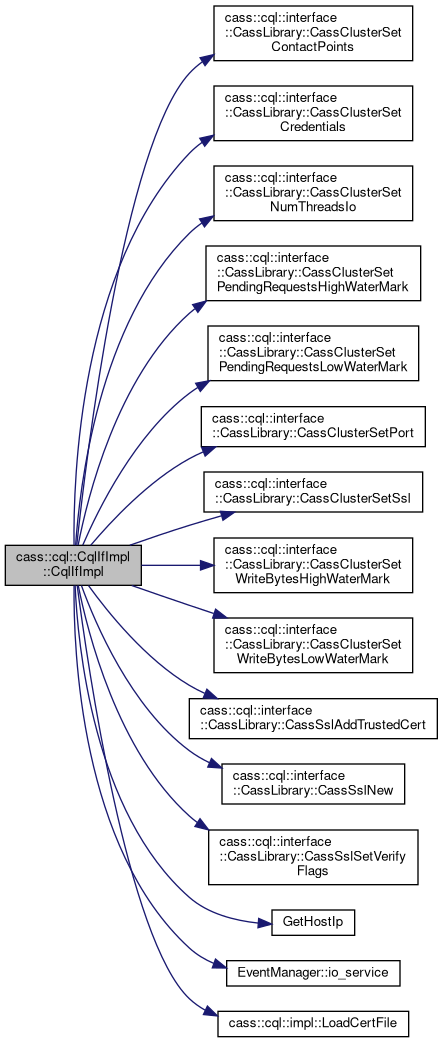 cass::cql::interface
::CassLibrary::CassClusterSet
ContactPoints
cass::cql::interface
::CassLibrary::CassClusterSet
Credentials
cass::cql::interface
::CassLibrary::CassClusterSet
NumThreadsIo
cass::cql::interface
::CassLibrary::CassClusterSet
PendingRequestsHighWaterMark
cass::cql::interface
::CassLibrary::CassClusterSet
PendingRequestsLowWaterMark
cass::cql::interface
::CassLibrary::CassClusterSetPort
cass::cql::interface
::CassLibrary::CassClusterSetSsl
cass::cql::CqlIfImpl
::CqlIfImpl
cass::cql::interface
::CassLibrary::CassClusterSet
WriteBytesHighWaterMark
cass::cql::interface
::CassLibrary::CassClusterSet
WriteBytesLowWaterMark
cass::cql::interface
::CassLibrary::CassSslAddTrustedCert
cass::cql::interface
::CassLibrary::CassSslNew
cass::cql::interface
::CassLibrary::CassSslSetVerify
Flags
GetHostIp
EventManager::io_service
cass::cql::impl::LoadCertFile